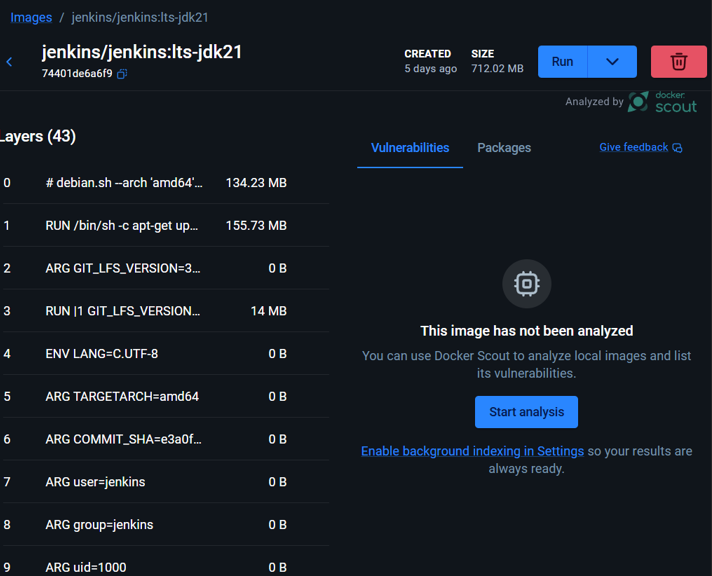 Images / jenkins/jenkins:lts-jdk21
jenkins/jenkins:lts-jdk21
74401de6a6f9
CREATED
5 days ago
SIZE
712.02 MB
Run
Analyzed by docker scout
Layers (43)
0 # debian.sh --arch 'amd64'... 134.23 MB
1 RUN /bin/sh -c apt-get up... 155.73 MB
2 ARG GIT_LFS_VERSION=3... 0 B
3 RUN |1 GIT_LFS_VERSION... 14 MB
4 ENV LANG=C.UTF-8 0 B
5 ARG TARGETARCH=amd64 0 B
6 ARG COMMIT_SHA=e3a0f... 0 B
7 ARG user=jenkins 0 B
8 ARG group=jenkins 0 B
9 ARG uid=1000 0 B
Vulnerabilities
Packages
Give feedback
This image has not been analyzed
You can use Docker Scout to analyze local images and list
its vulnerabilities.
Start analysis
Enable background indexing in Settings so your results are
always ready.